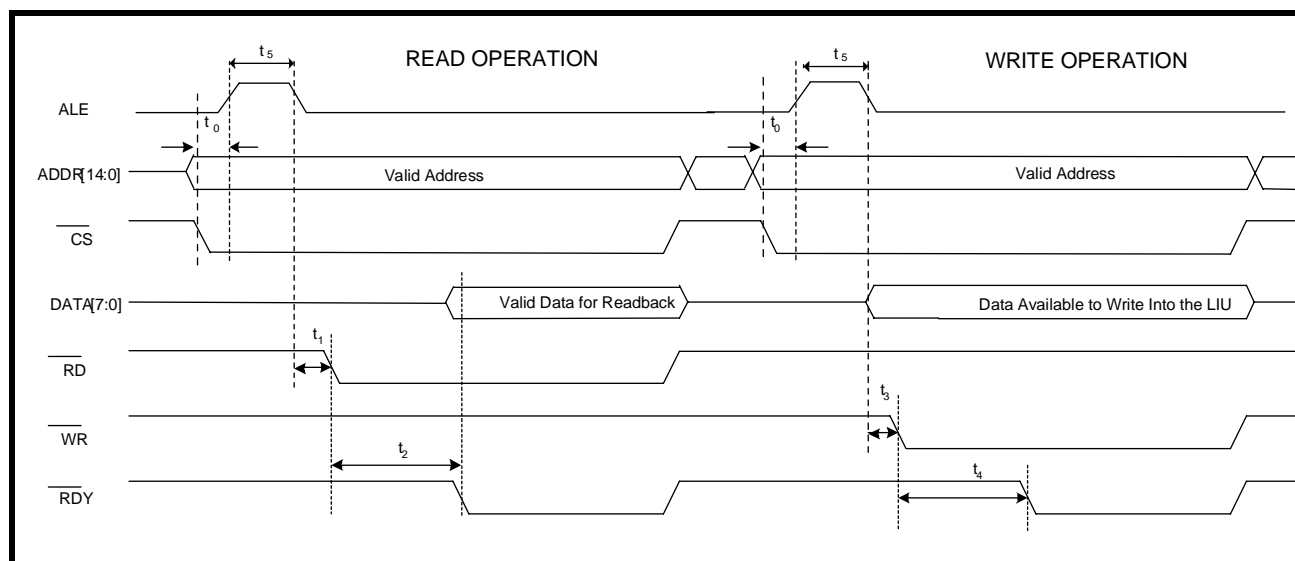 READ OPERATION WRITE OPERATION
t5 t5
ALE
t0 t0
ADDR[14:0] Valid Address Valid Address
CS
DATA[7:0] Valid Data for Readback Data Available to Write Into the LIU
t1
RD
t3
WR
t2 t4
RDY